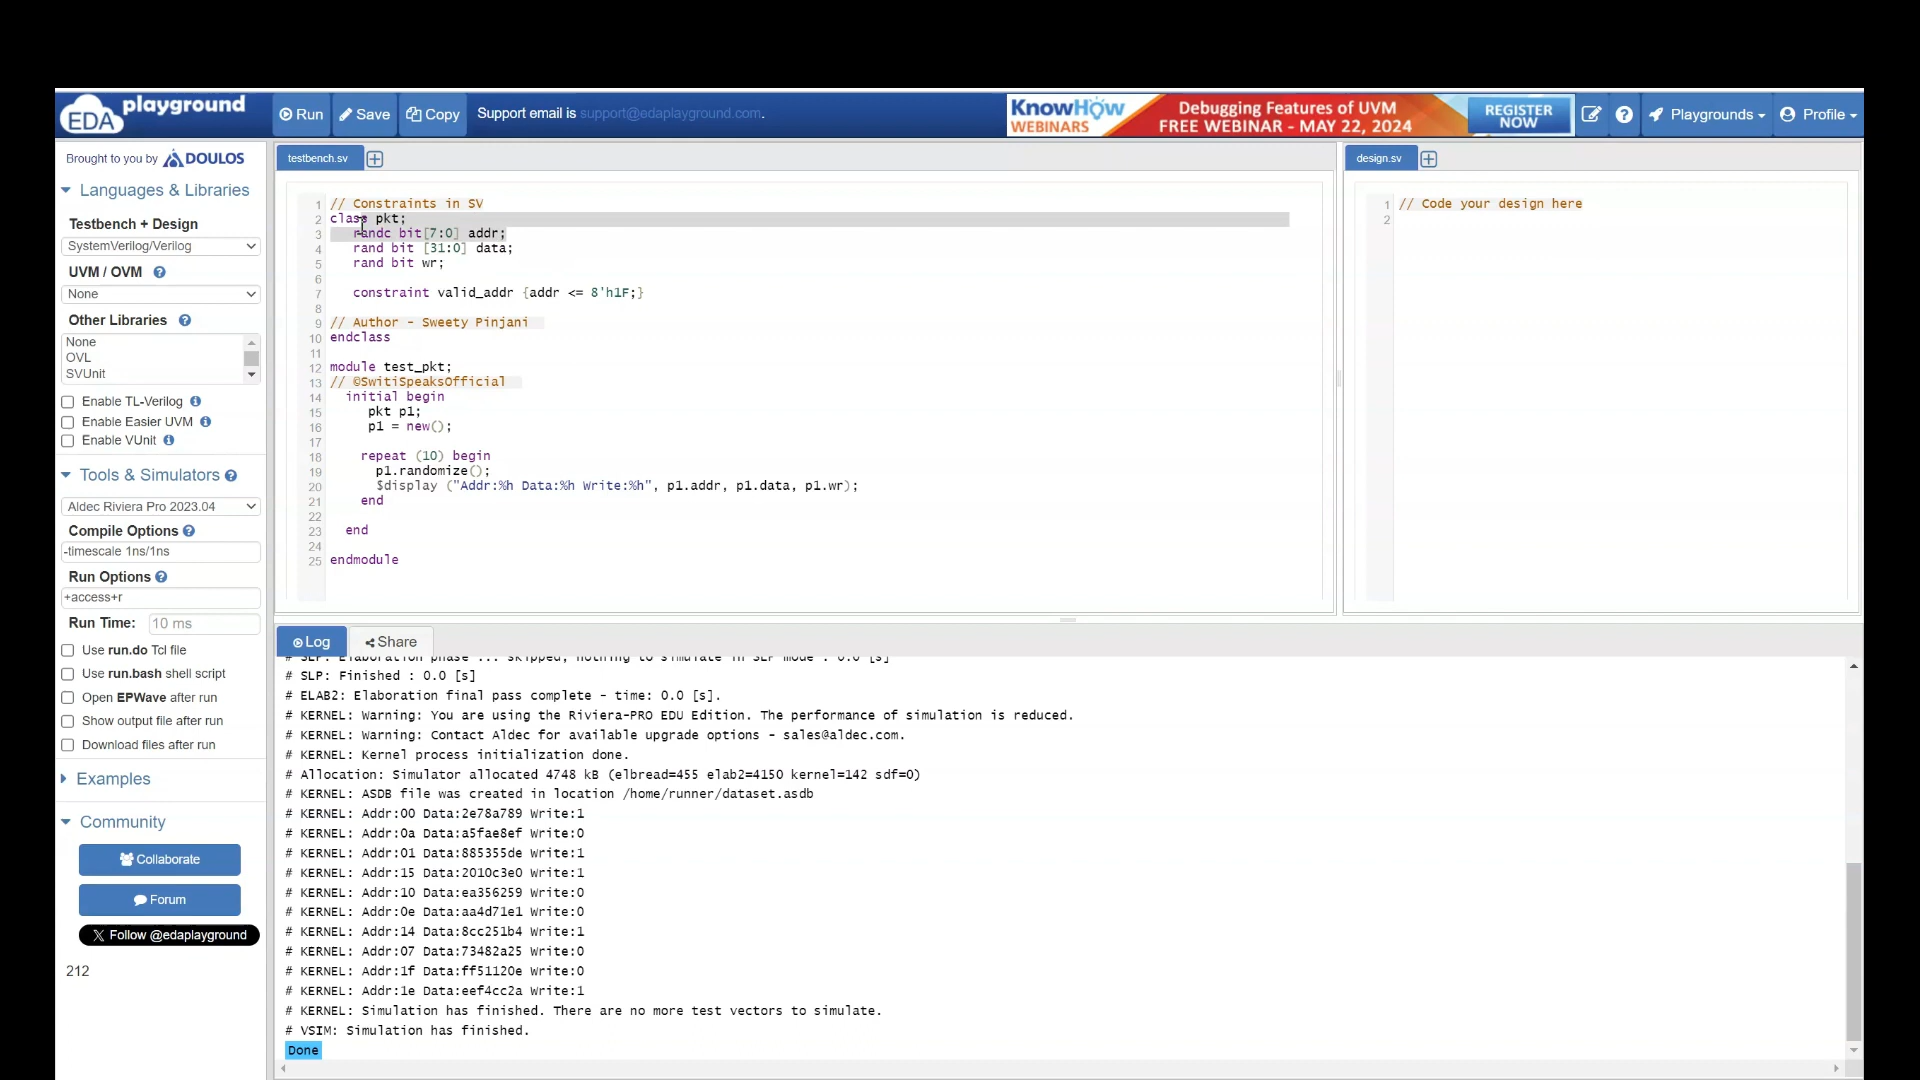 EDA playground
Run
Save
Copy
Support email is support@edaplayground.com.
KnowHow
WEBINARS
Debugging Features of UVM
FREE WEBINAR - MAY 22, 2024
REGISTER
NOW
Playgrounds
Profile
Brought to you by DOULOS
Languages & Libraries
Testbench + Design
SystemVerilog/Verilog
UVM / OVM
None
Other Libraries
None
OVL
SVUnit
Enable TL-Verilog
Enable Easier UVM
Enable VUnit
Tools & Simulators
Aldec Riviera Pro 2023.04
Compile Options
-timescale 1ns/1ns
Run Options
+access+r
Run Time: 10 ms
Use run.do Tcl file
Use run.bash shell script
Open EPWave after run
Show output file after run
Download files after run
Examples
Community
Collaborate
Forum
Follow @edaplayground
212
testbench.sv
1 // Constraints in SV
2 class pkt;
3 randc bit[7:0] addr;
4 rand bit [31:0] data;
5 rand bit wr;
6
7 constraint valid_addr {addr <= 8'h1F;}
8
9 // Author - Sweety Pinjani
10 endclass
11
12 module test_pkt;
13 // ©SwitiSpeaksOfficial
14 initial begin
15 pkt p1;
16 p1 = new();
17
18 repeat (10) begin
19 p1.randomize();
20 $display ("Addr:%h Data:%h Write:%h", p1.addr, p1.data, p1.wr);
21 end
22
23 end
24
25 endmodule
design.sv
1 // Code your design here
2
Log
Share
# SLP: Elaboration phase ... skipped, nothing to simulate in SLP mode : 0.0 [s]
# SLP: Finished : 0.0 [s]
# ELAB2: Elaboration final pass complete - time: 0.0 [s].
# KERNEL: Warning: You are using the Riviera-PRO EDU Edition. The performance of simulation is reduced.
# KERNEL: Warning: Contact Aldec for available upgrade options - sales@aldec.com.
# KERNEL: Kernel process initialization done.
# Allocation: Simulator allocated 4748 kB (elbread=455 elab2=4150 kernel=142 sdf=0)
# KERNEL: ASDB file was created in location /home/runner/dataset.asdb
# KERNEL: Addr:00 Data:2e78a789 Write:1
# KERNEL: Addr:0a Data:a5fae8ef Write:0
# KERNEL: Addr:01 Data:885355de Write:1
# KERNEL: Addr:15 Data:2010c3e0 Write:1
# KERNEL: Addr:10 Data:ea356259 Write:0
# KERNEL: Addr:0e Data:aa4d71e1 Write:0
# KERNEL: Addr:14 Data:8cc251b4 Write:1
# KERNEL: Addr:07 Data:73482a25 Write:0
# KERNEL: Addr:1f Data:ff51120e Write:0
# KERNEL: Addr:1e Data:eef4cc2a Write:1
# KERNEL: Simulation has finished. There are no more test vectors to simulate.
# VSIM: Simulation has finished.
Done